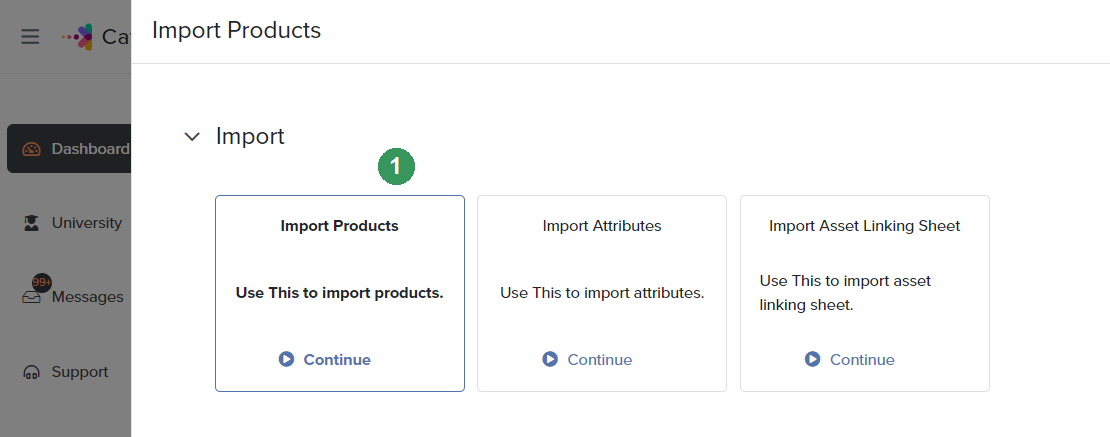 Import Products
Cat
Import
1
Dashboard
Import Products
Import Attributes
Import Asset Linking Sheet
University
Use This to import products.
Use This to import attributes.
Use This to import asset
linking sheet.
99+
Messages
Continue
Continue
Continue
Support